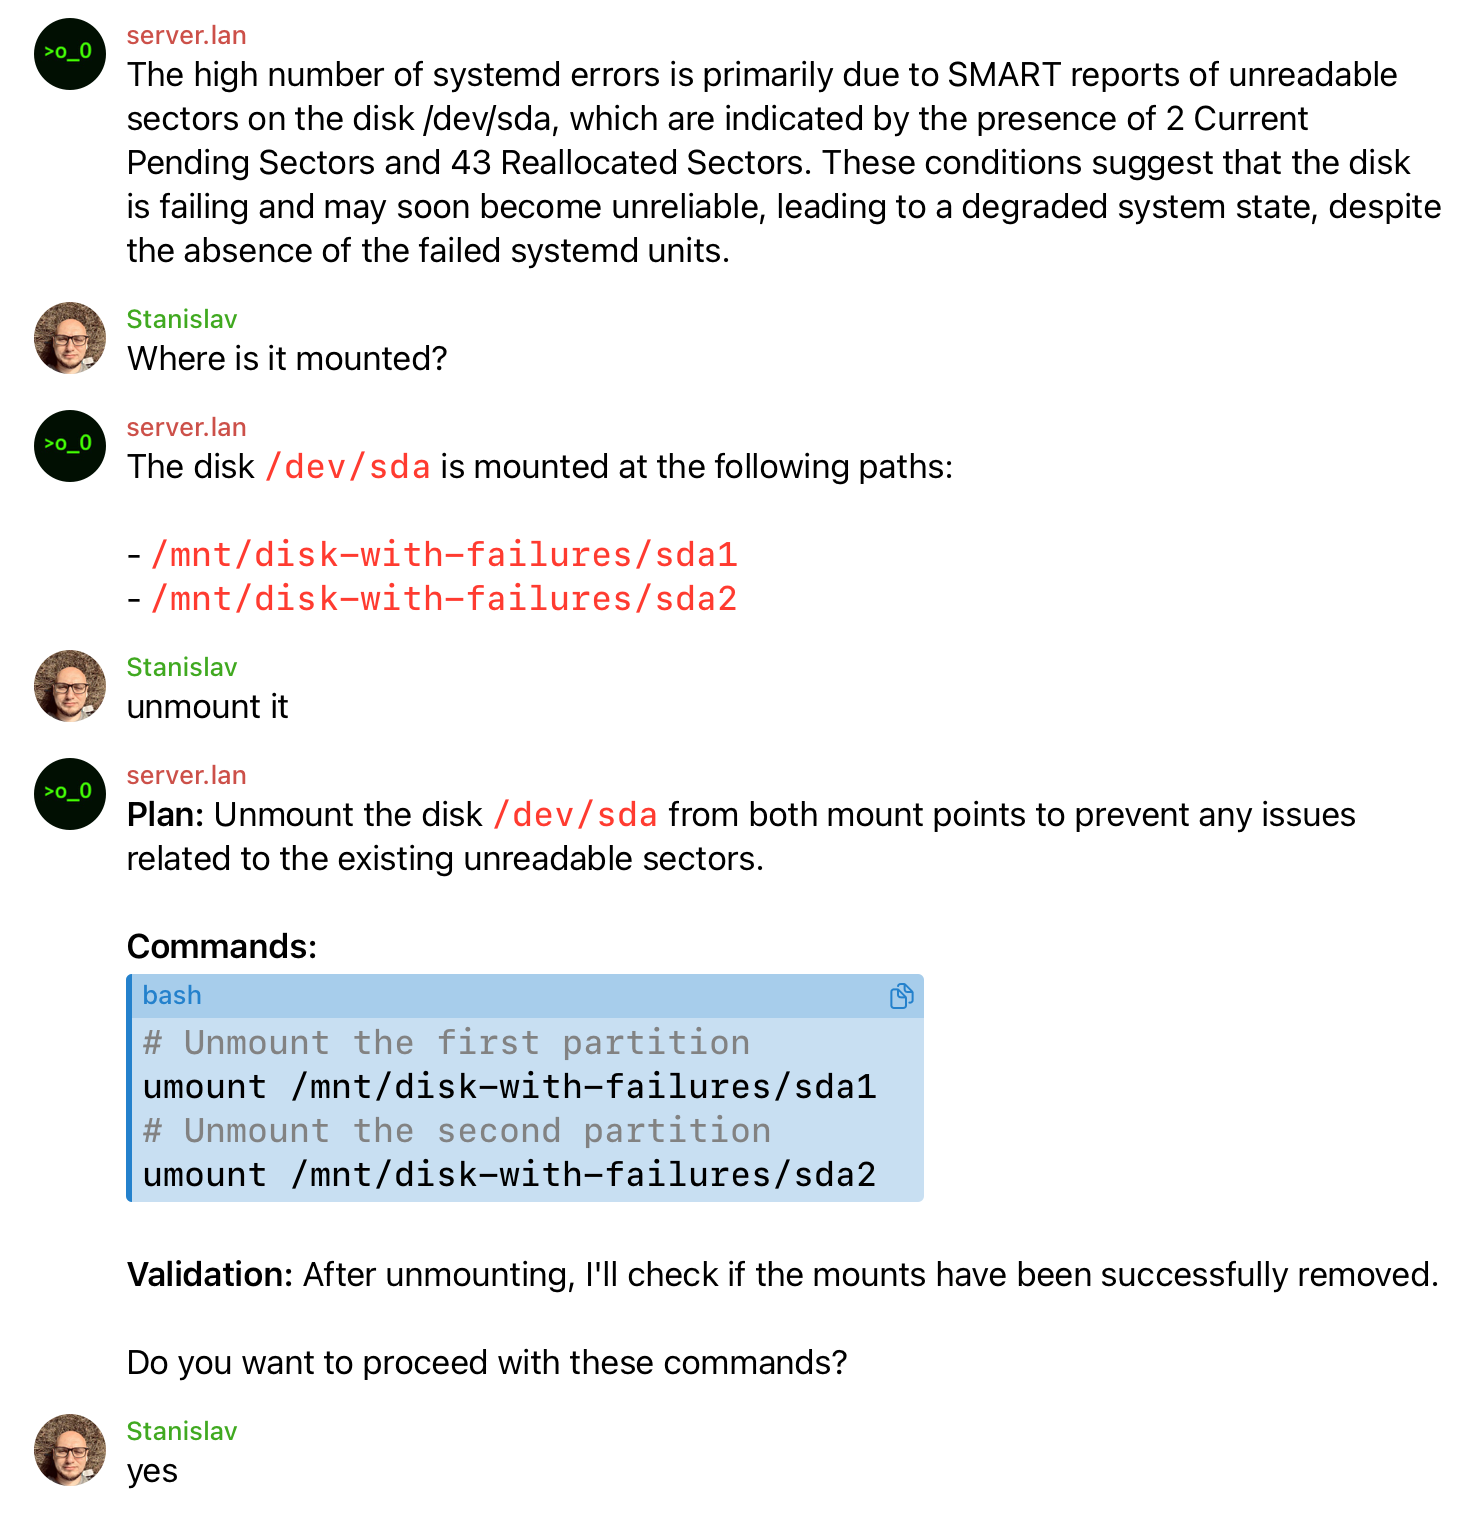 >o_0
server.lan
The high number of systemd errors is primarily due to SMART reports of unreadable
sectors on the disk /dev/sda, which are indicated by the presence of 2 Current
Pending Sectors and 43 Reallocated Sectors. These conditions suggest that the disk
is failing and may soon become unreliable, leading to a degraded system state, despite
the absence of the failed systemd units.
Stanislav
Where is it mounted?
>o_0
server.lan
The disk /dev/sda is mounted at the following paths:
- /mnt/disk-with-failures/sda1
- /mnt/disk-with-failures/sda2
Stanislav
unmount it
>o_0
server.lan
Plan: Unmount the disk /dev/sda from both mount points to prevent any issues
related to the existing unreadable sectors.
Commands:
bash
# Unmount the first partition
umount /mnt/disk-with-failures/sda1
# Unmount the second partition
umount /mnt/disk-with-failures/sda2
Validation: After unmounting, I'll check if the mounts have been successfully removed.
Do you want to proceed with these commands?
Stanislav
yes